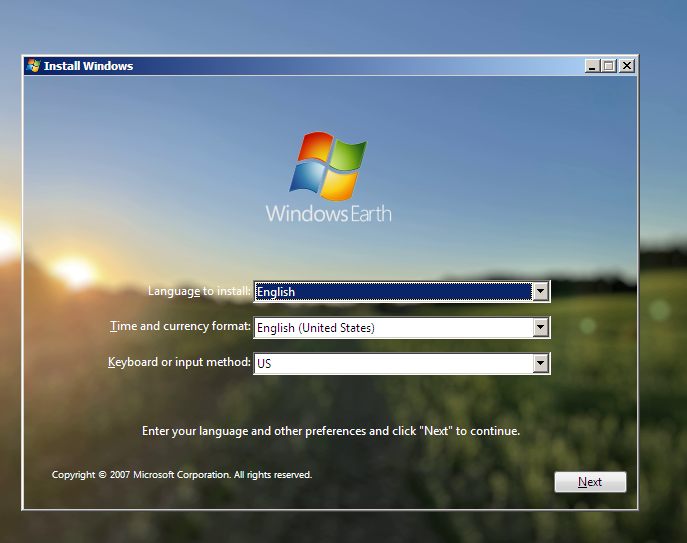 Install Windows
Windows Earth
Language to install: English
Time and currency format: English (United States)
Keyboard or input method: US
Enter your language and other preferences and click "Next" to continue.
Copyright © 2007 Microsoft Corporation. All rights reserved.
Next